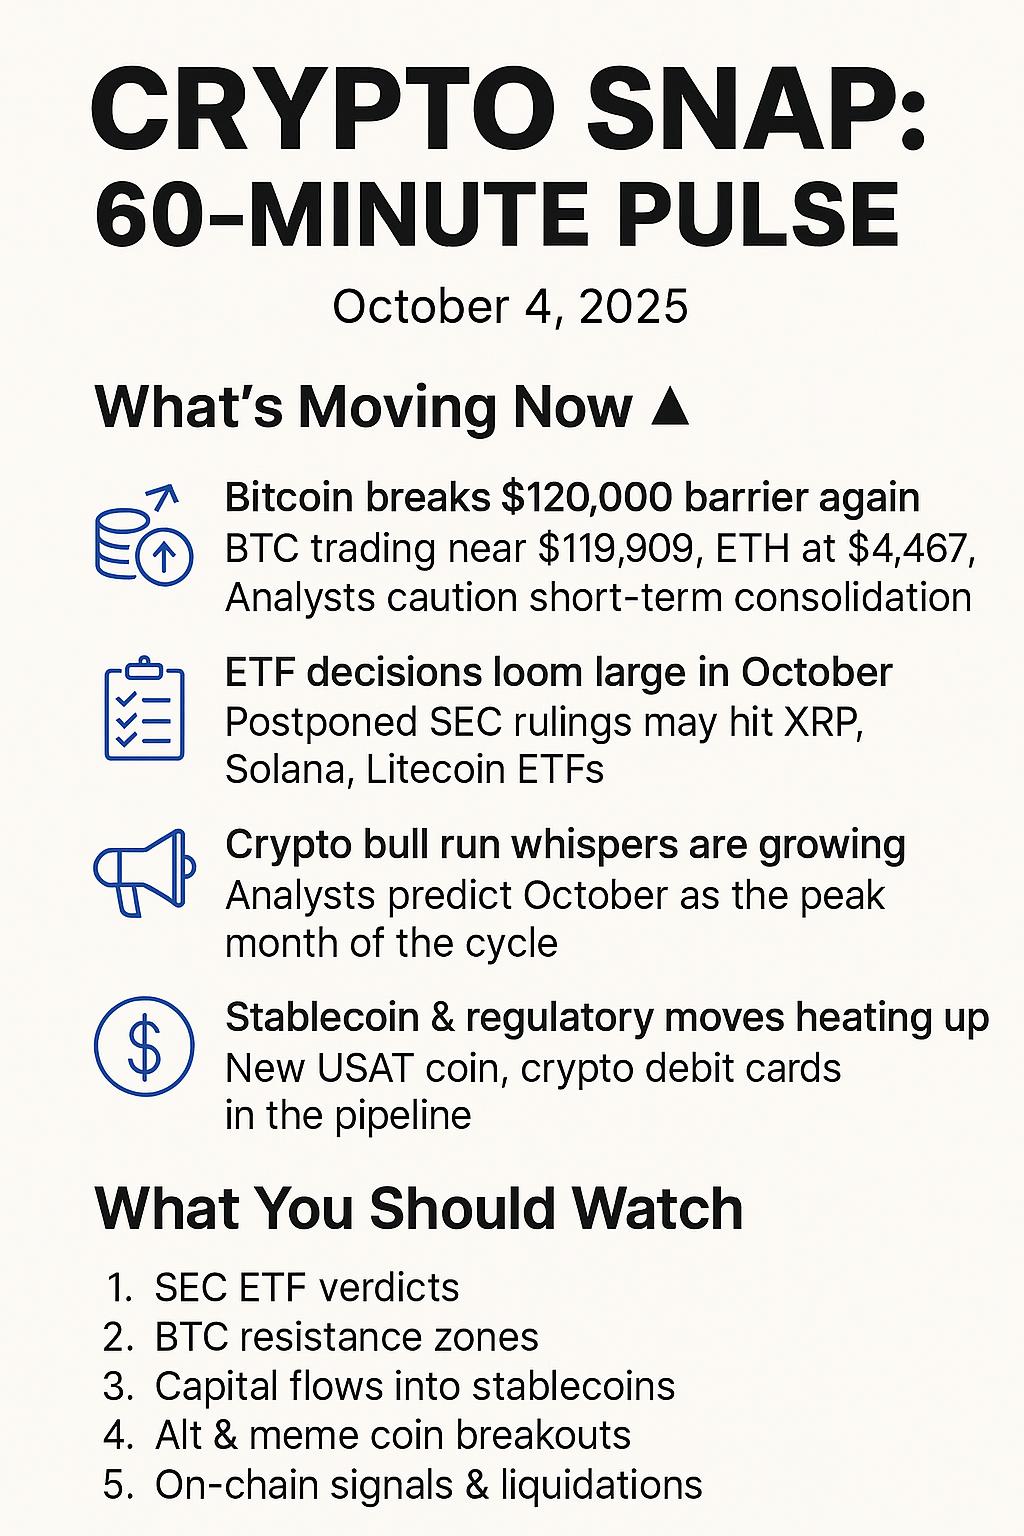 CRYPTO SNAP:
60-MINUTE PULSE
October 4, 2025
What's Moving Now ▲
Bitcoin breaks $120,000 barrier again
BTC trading near $119,909, ETH at $4,467,
Analysts caution short-term consolidation
ETF decisions loom large in October
Postponed SEC rulings may hit XRP,
Solana, Litecoin ETFs
Crypto bull run whispers are growing
Analysts predict October as the peak
month of the cycle
$
Stablecoin & regulatory moves heating up
New USAT coin, crypto debit cards
in the pipeline
What You Should Watch
1. SEC ETF verdicts
2. BTC resistance zones
3. Capital flows into stablecoins
4. Alt & meme coin breakouts
5. On-chain signals & liquidations